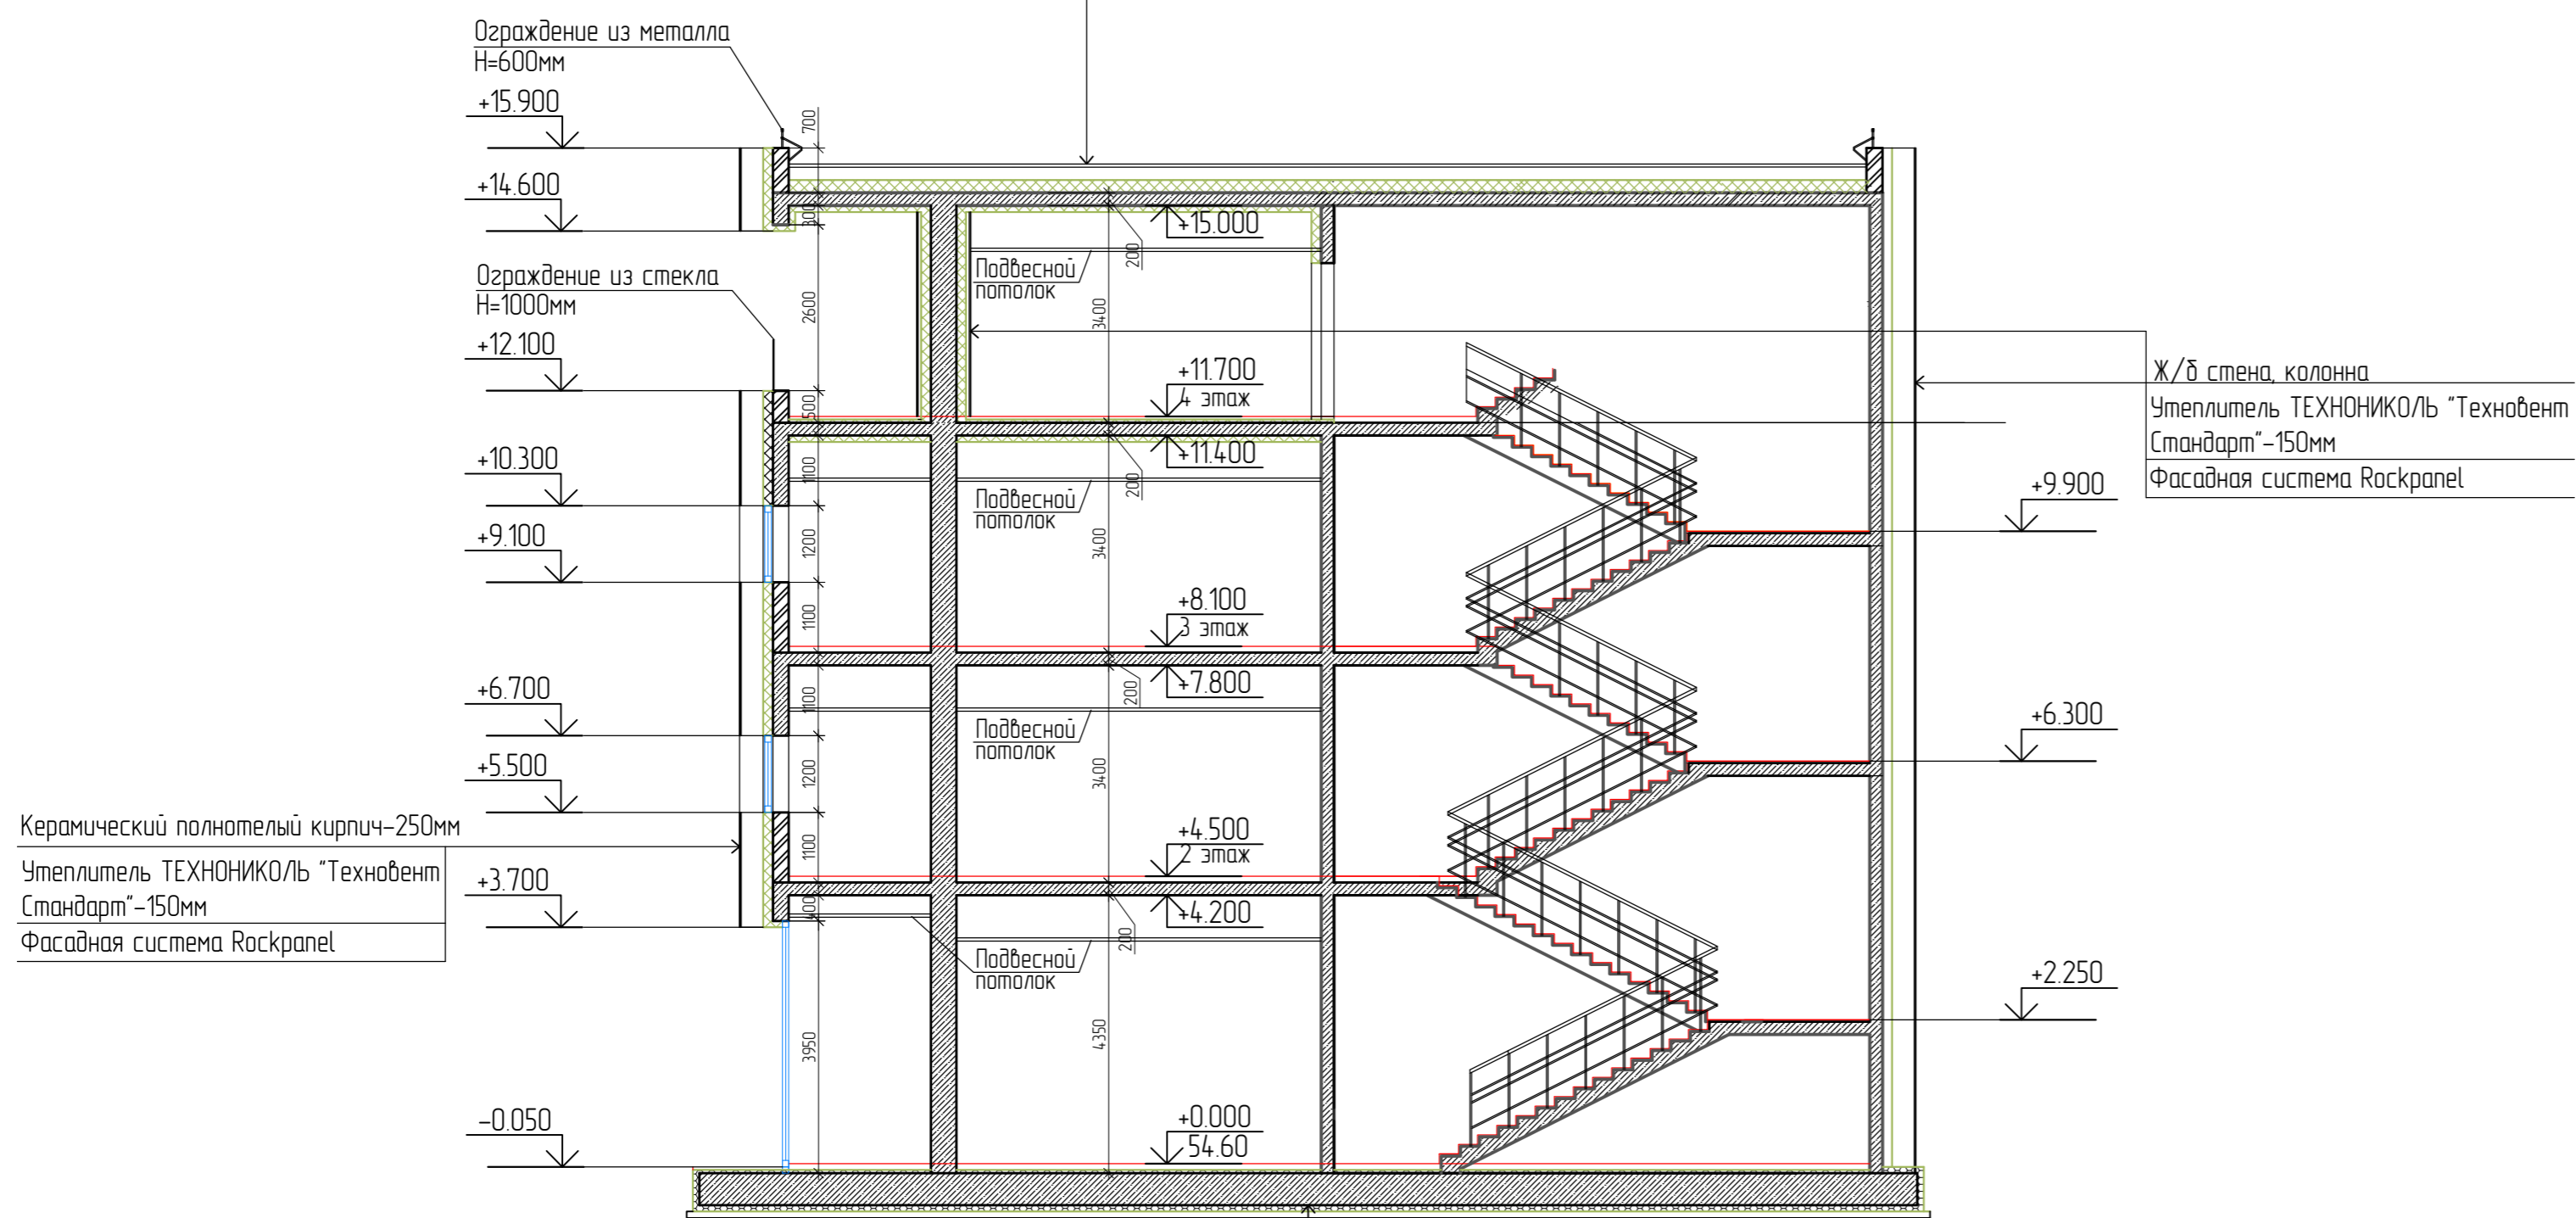 Ограждение из металла
H=600мм
+15.900
700
+14.600
300
+15.000
200
Подвесной
потолок
Ограждение из стекла
H=1000мм
2600
3400
+12.100
+11.700
4 этаж
500
Ж/б стена, колонна
Утеплитель ТЕХНОНИКОЛЬ "Техновент
Стандарт"-150мм
Фасадная система Rockpanel
+10.300
1100
+11.400
200
Подвесной
потолок
+9.900
+9.100
1200
3400
+8.100
3 этаж
1100
+7.800
200
+6.700
1100
Подвесной
потолок
+6.300
+5.500
1200
3400
Керамический полнотелый кирпич-250мм
Утеплитель ТЕХНОНИКОЛЬ "Техновент
Стандарт"-150мм
Фасадная система Rockpanel
+4.500
2 этаж
1100
+3.700
400
+4.200
200
Подвесной
потолок
+2.250
3950
4350
-0.050
+0.000
54.60